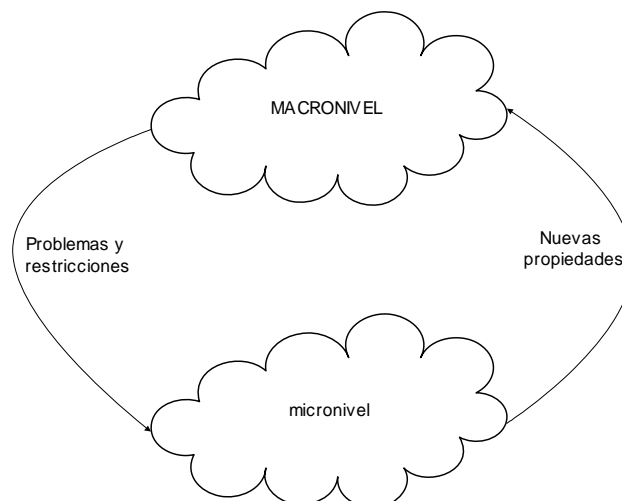 MACRONIVEL
Problemas y
restricciones
Nuevas
propiedades
micronivel